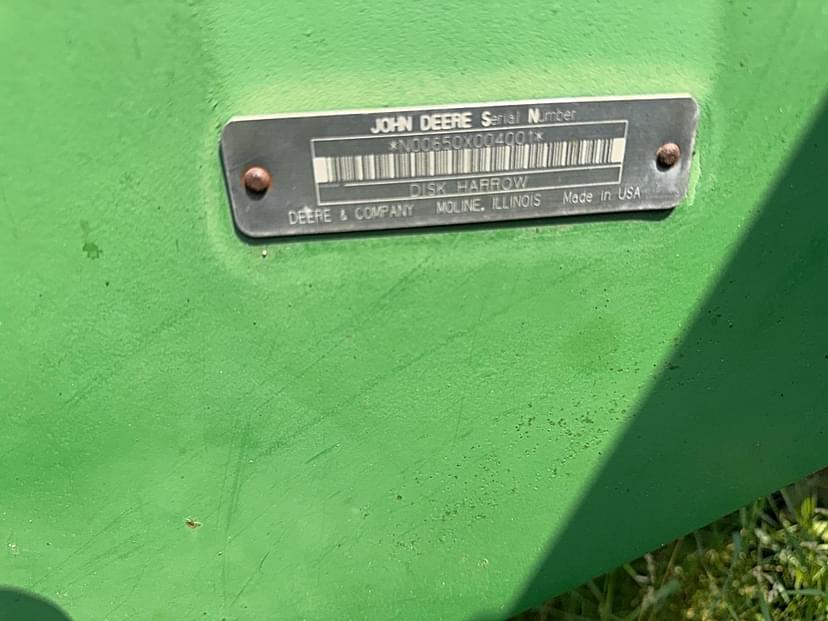 JOHN DEERE Serial Number
*N00650X004001*
DISK HARROW
DEERE & COMPANY MOLINE, ILLINOIS Made in USA